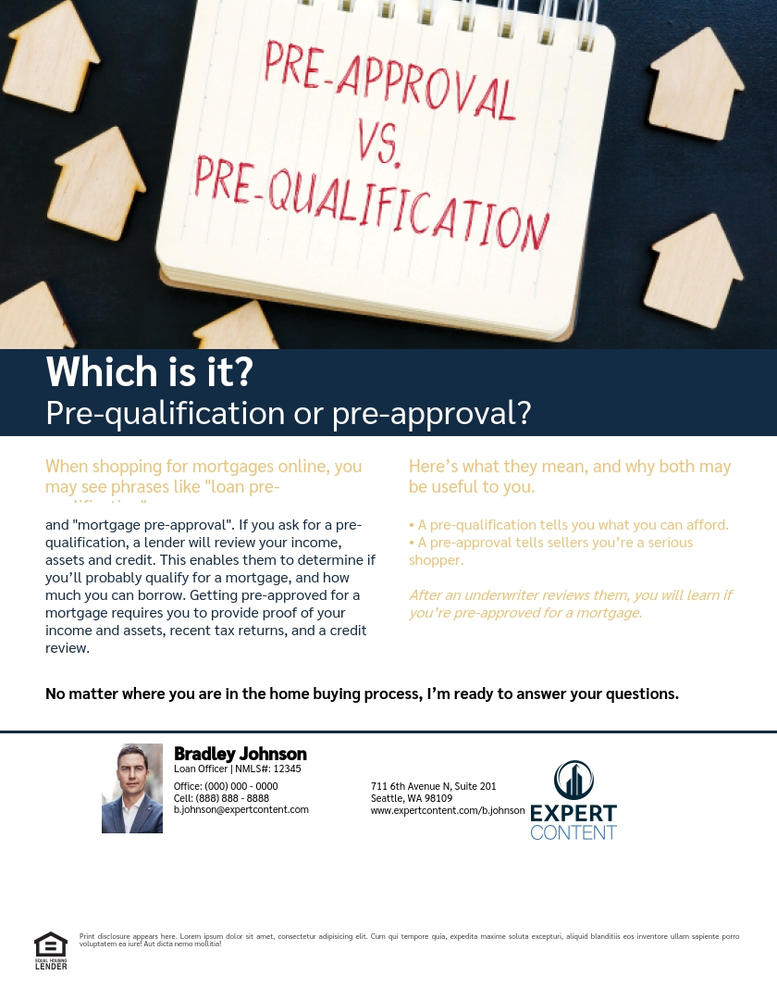 PRE-APPROVAL
VS.
PRE-QUALIFICATION
Which is it?
Pre-qualification or pre-approval?
When shopping for mortgages online, you
may see phrases like "loan pre-
and "mortgage pre-approval". If you ask for a pre-
qualification, a lender will review your income,
assets and credit. This enables them to determine if
you’ll probably qualify for a mortgage, and how
much you can borrow. Getting pre-approved for a
mortgage requires you to provide proof of your
income and assets, recent tax returns, and a credit
review.
Here’s what they mean, and why both may
be useful to you.
• A pre-qualification tells you what you can afford.
• A pre-approval tells sellers you’re a serious
shopper.
After an underwriter reviews them, you will learn if
you’re pre-approved for a mortgage.
No matter where you are in the home buying process, I’m ready to answer your questions.
Bradley Johnson
Loan Officer | NMLS#: 12345
Office: (000) 000 - 0000
Cell: (888) 888 - 8888
b.johnson@expertcontent.com
711 6th Avenue N, Suite 201
Seattle, WA 98109
www.expertcontent.com/b.johnson
EXPERT
CONTENT
EQUAL HOUSING
LENDER
Print disclosure appears here. Lorem ipsum dolor sit amet, consectetur adipisicing elit. Cum qui tempore quia, expedita maxime soluta excepturi, aliquid blanditiis eos inventore ullam sapiente porro
voluptatem ea iure! Aut dicta nemo mollitia!